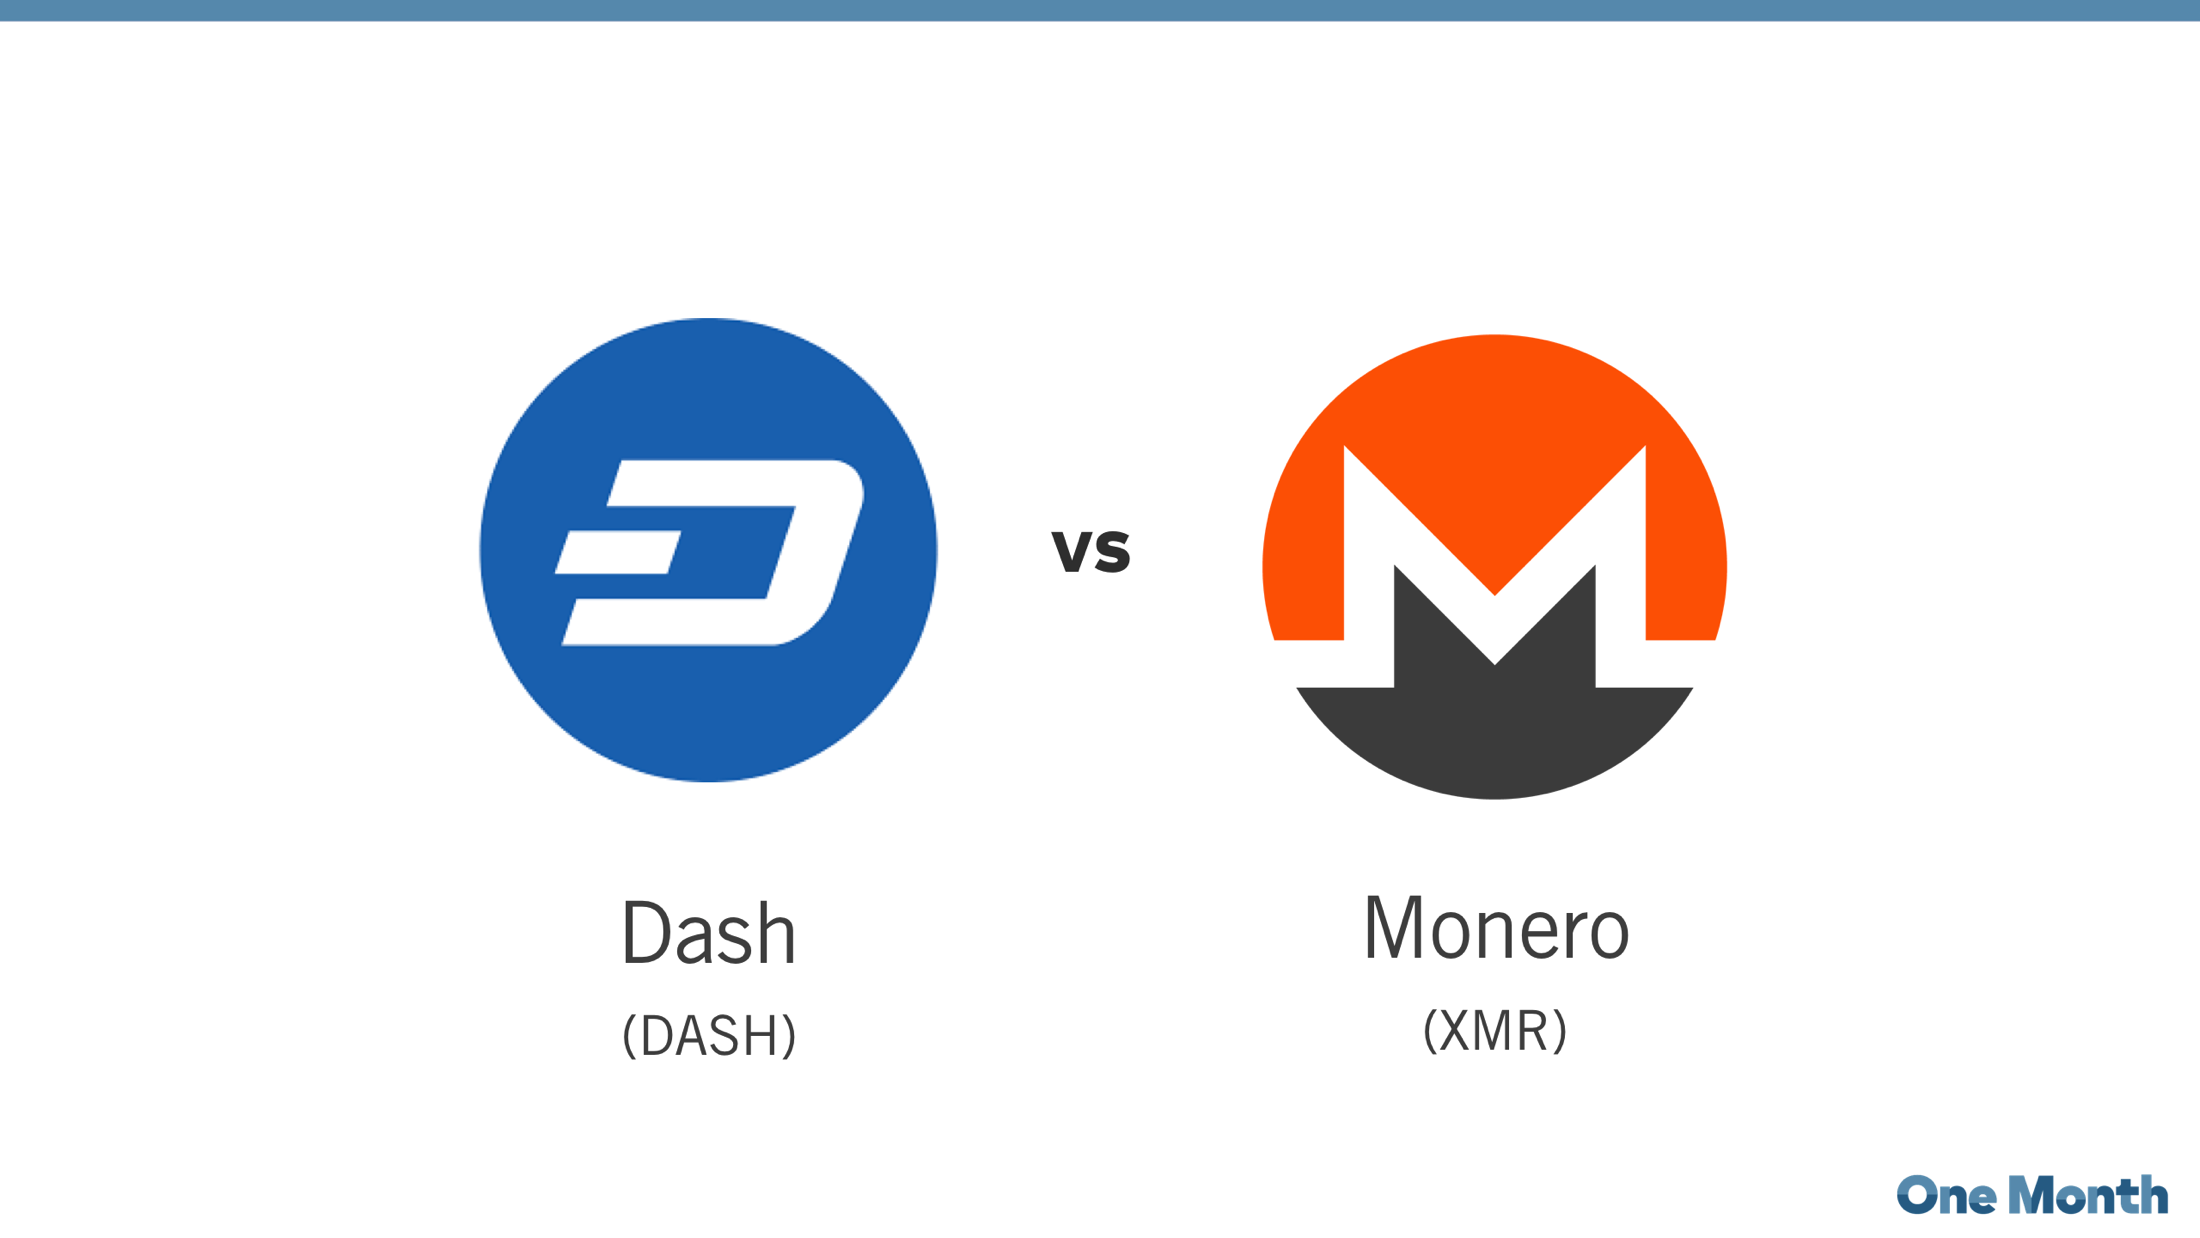 vs
Dash
(DASH)
Monero
(XMR)
One Month